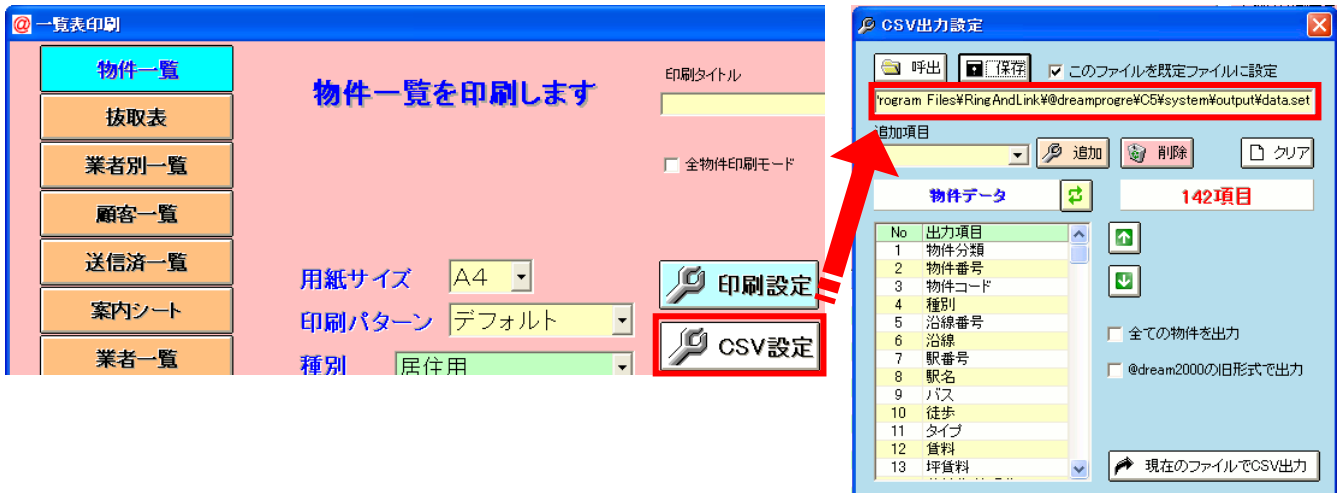 @一覧表印刷
物件一覧
抜取表
業者別一覧
顧客一覧
送信済一覧
案内シート
業者一覧
物件一覧を印刷します
印刷タイトル
全物件印刷モード
用紙サイズ
A4
印刷パターン
デフォルト
種別
居住用
印刷設定
CSV設定
CSV出力設定
呼出
保存
このファイルを既定ファイルに設定
rogram Files¥RingAndLink¥@dreamprogre¥C5¥system¥output¥data.set
追加項目
追加
削除
クリア
物件データ
142項目
No 出力項目
1 物件分類
2 物件番号
3 物件コード
4 種別
5 沿線番号
6 沿線
7 駅番号
8 駅名
9 バス
10 徒歩
11 タイプ
12 賃料
13 坪賃料
全ての物件を出力
@dream2000の旧形式で出力
現在のファイルでCSV出力